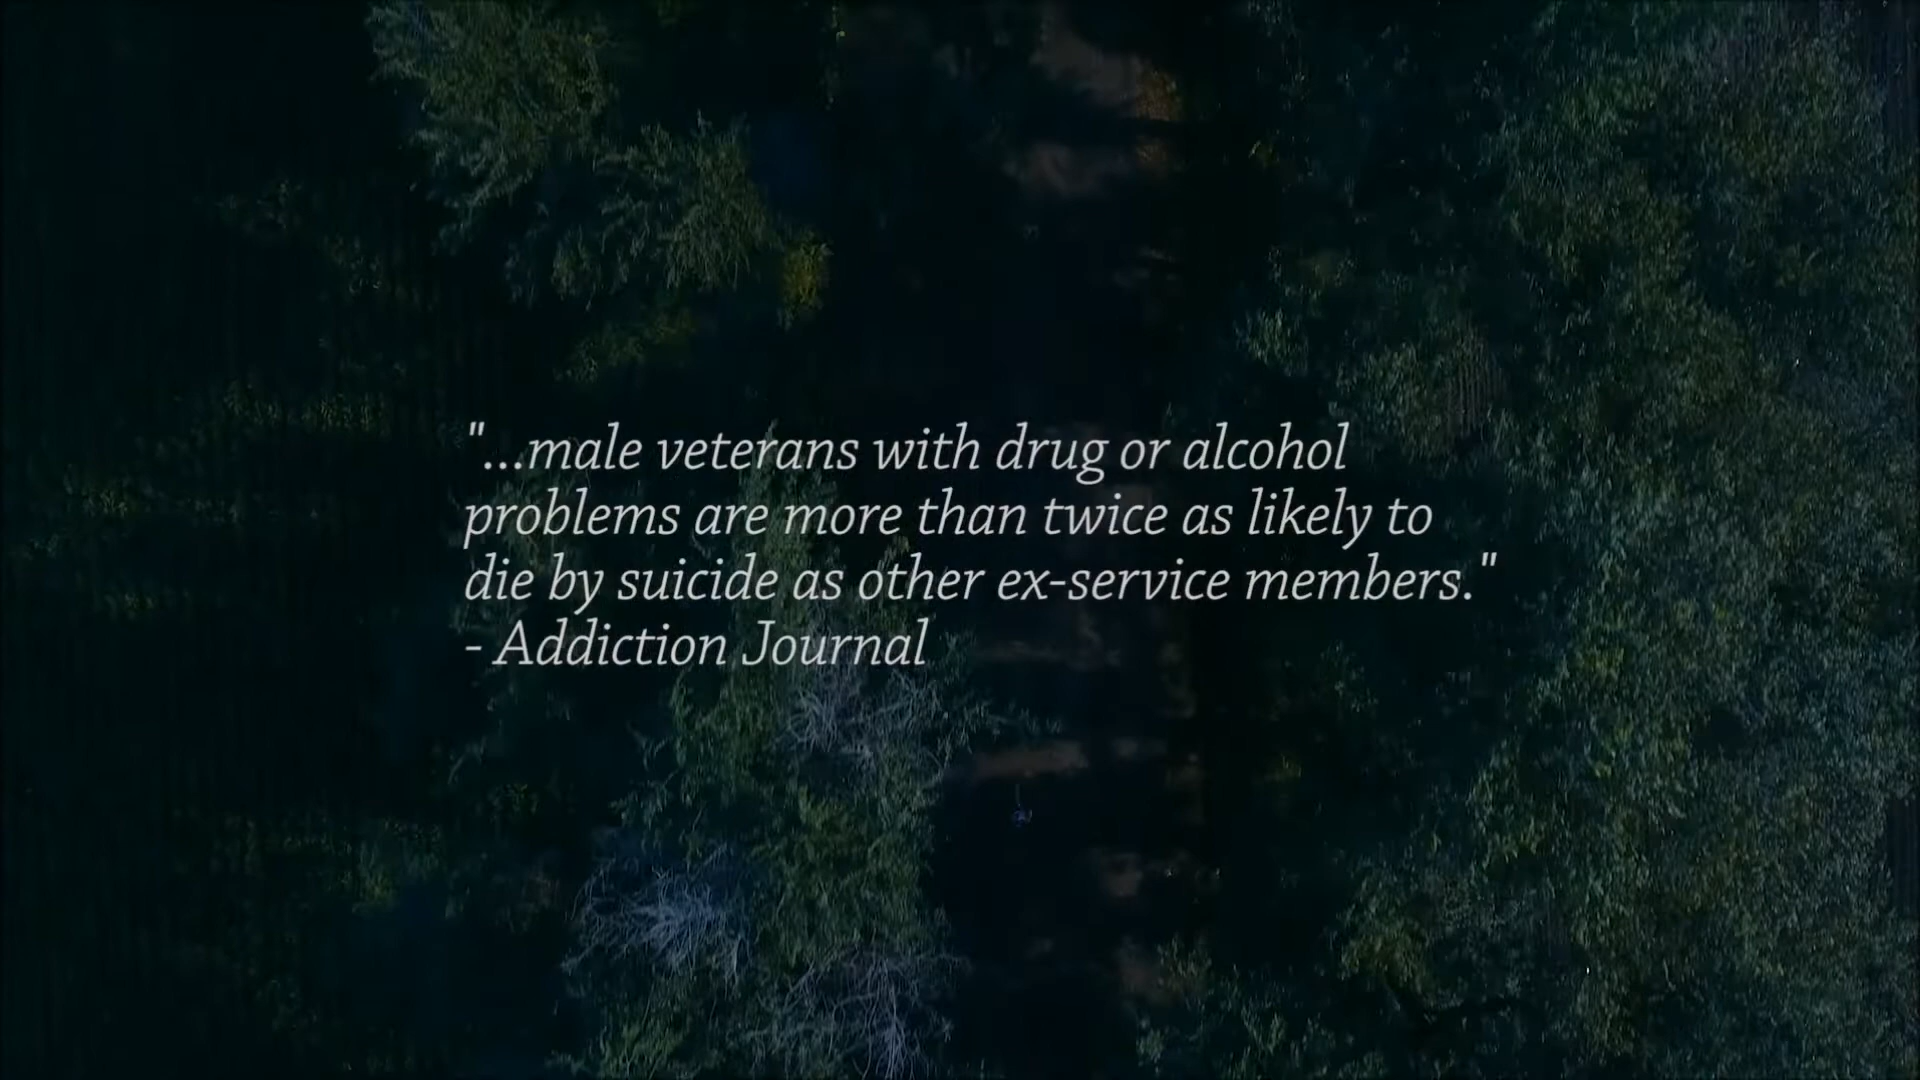 "...male veterans with drug or alcohol
problems are more than twice as likely to
die by suicide as other ex-service members."
- Addiction Journal